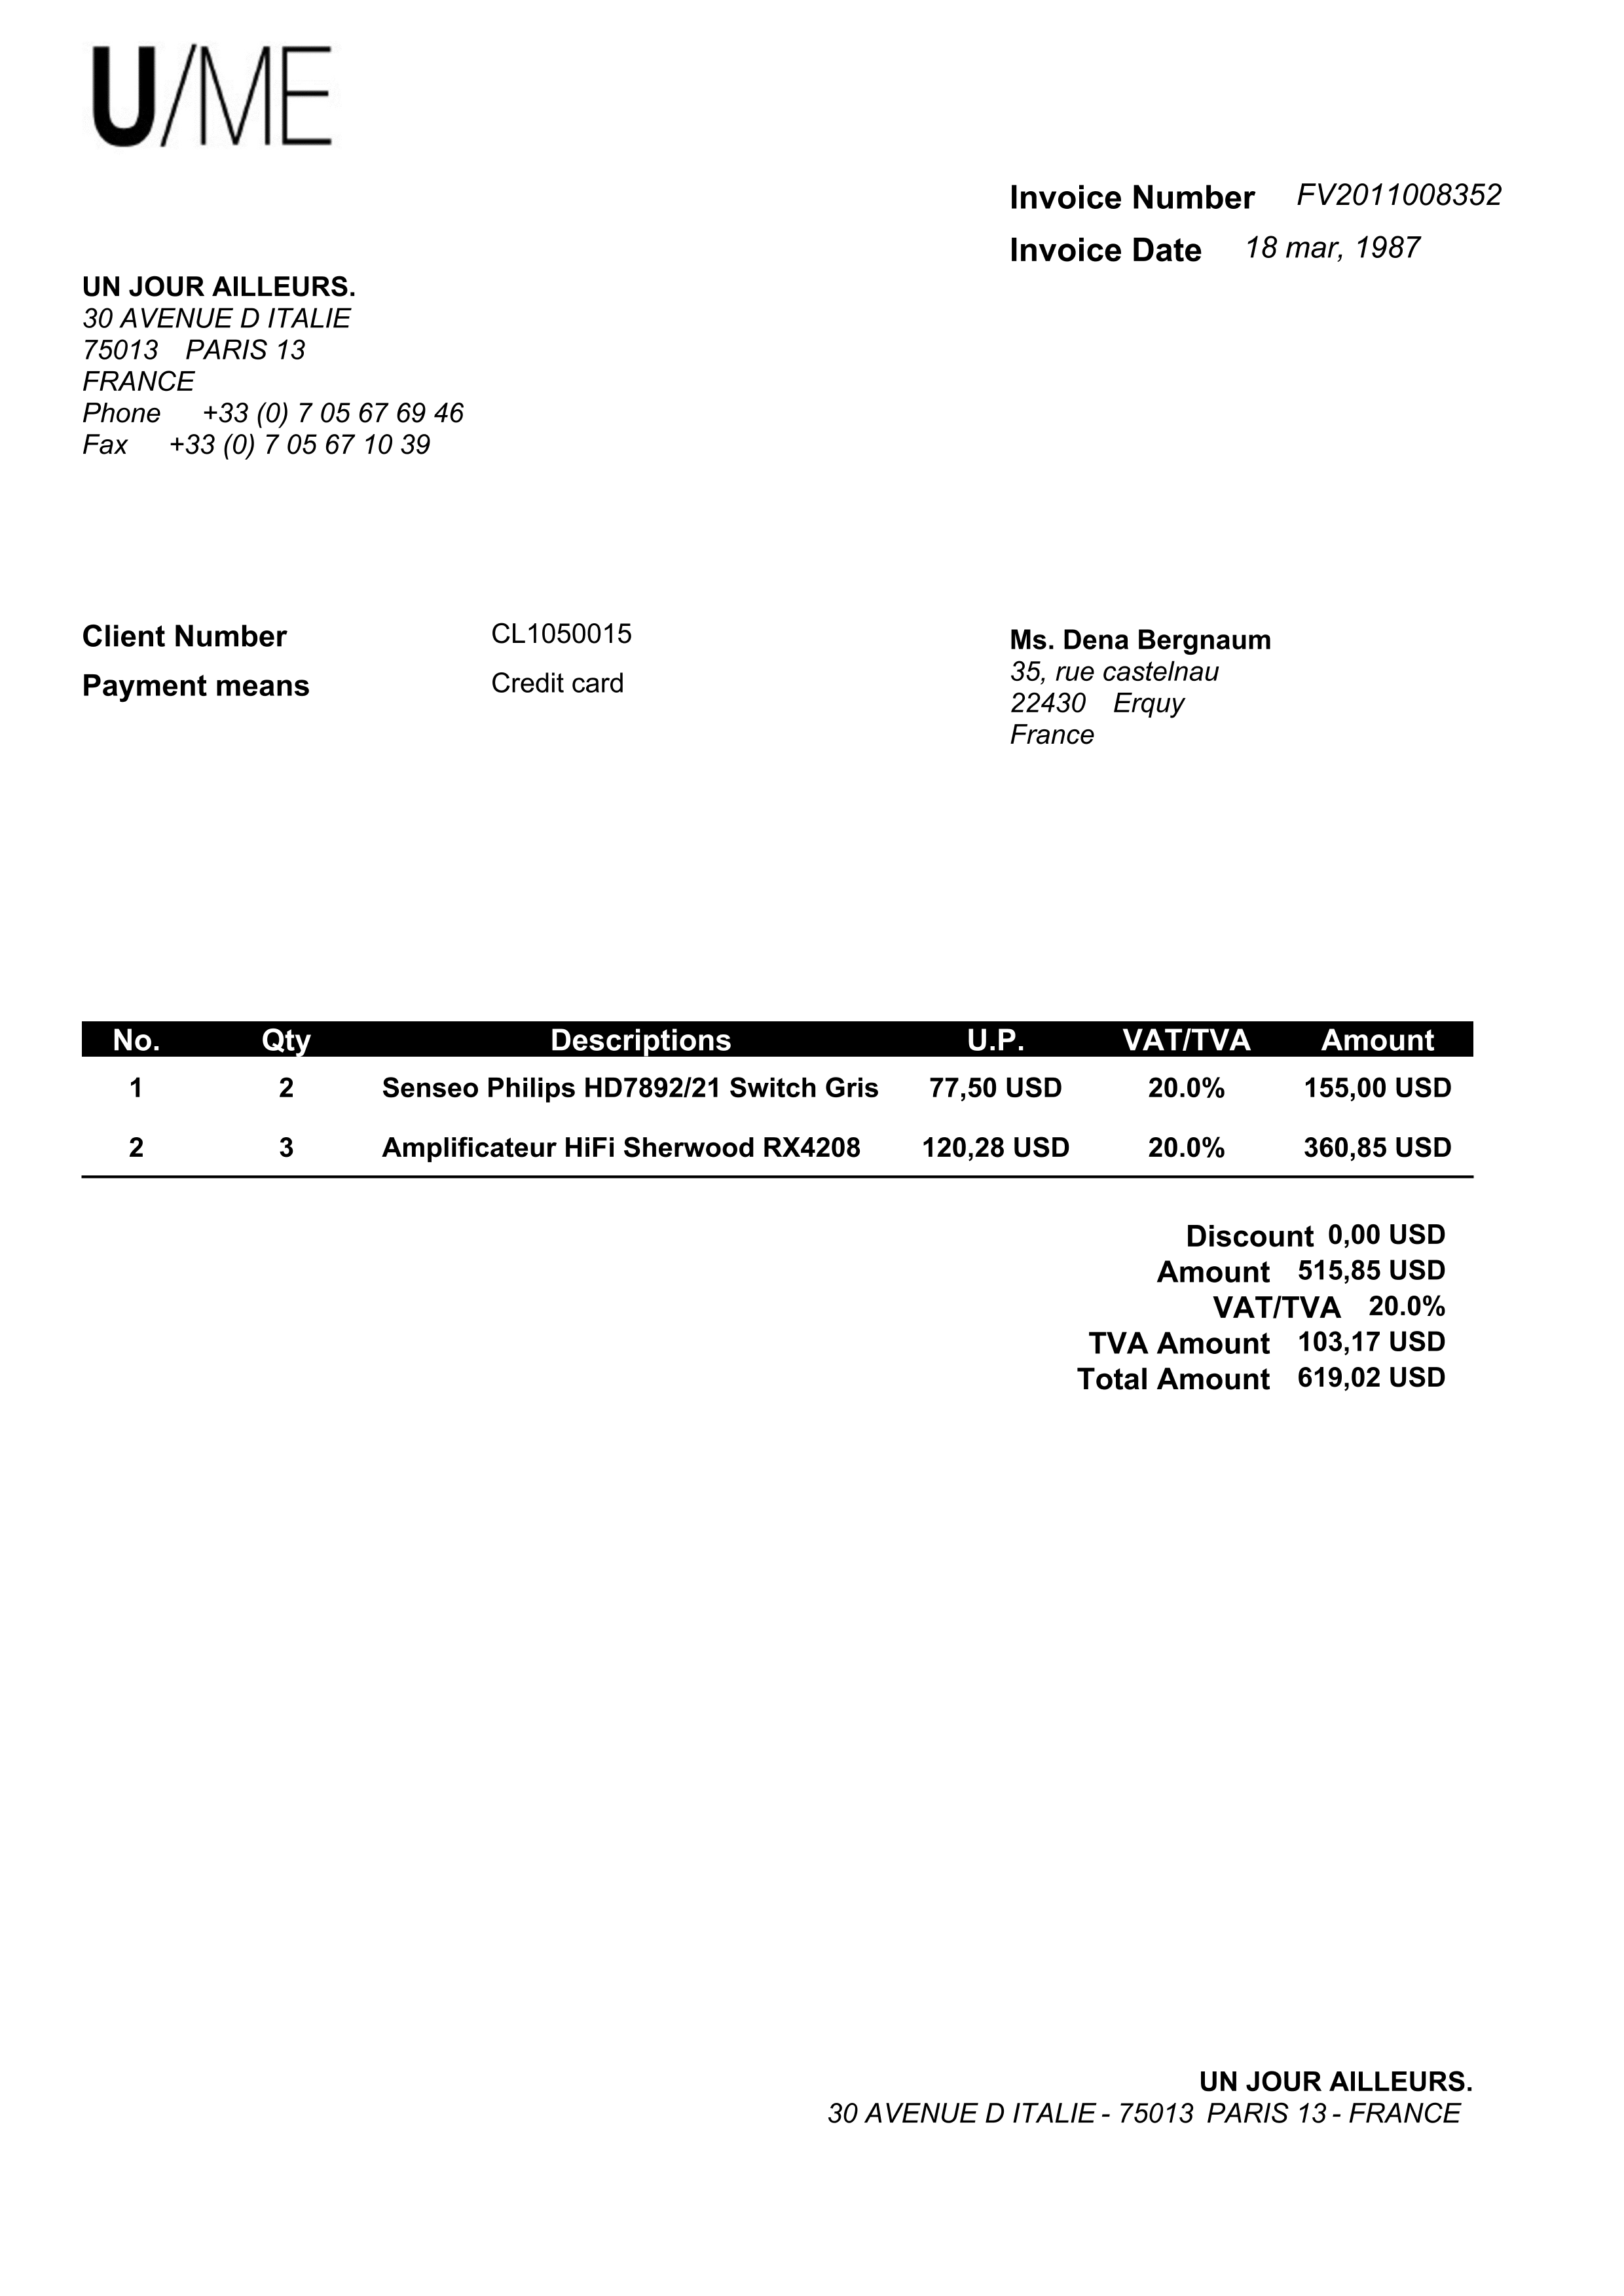 U/ME
Invoice Number FV2011008352
Invoice Date 18 mar, 1987
UN JOUR AILLEURS.
30 AVENUE D ITALIE
75013 PARIS 13
FRANCE
Phone +33 (0) 7 05 67 69 46
Fax +33 (0) 7 05 67 10 39
Client Number CL1050015
Payment means Credit card
Ms. Dena Bergnaum
35, rue castelnau
22430 Erquy
France
No. Qty Descriptions U.P. VAT/TVA Amount
1 2 Senseo Philips HD7892/21 Switch Gris 77,50 USD 20.0% 155,00 USD
2 3 Amplificateur HiFi Sherwood RX4208 120,28 USD 20.0% 360,85 USD
Discount 0,00 USD
Amount 515,85 USD
VAT/TVA 20.0%
TVA Amount 103,17 USD
Total Amount 619,02 USD
UN JOUR AILLEURS.
30 AVENUE D ITALIE - 75013 PARIS 13 - FRANCE